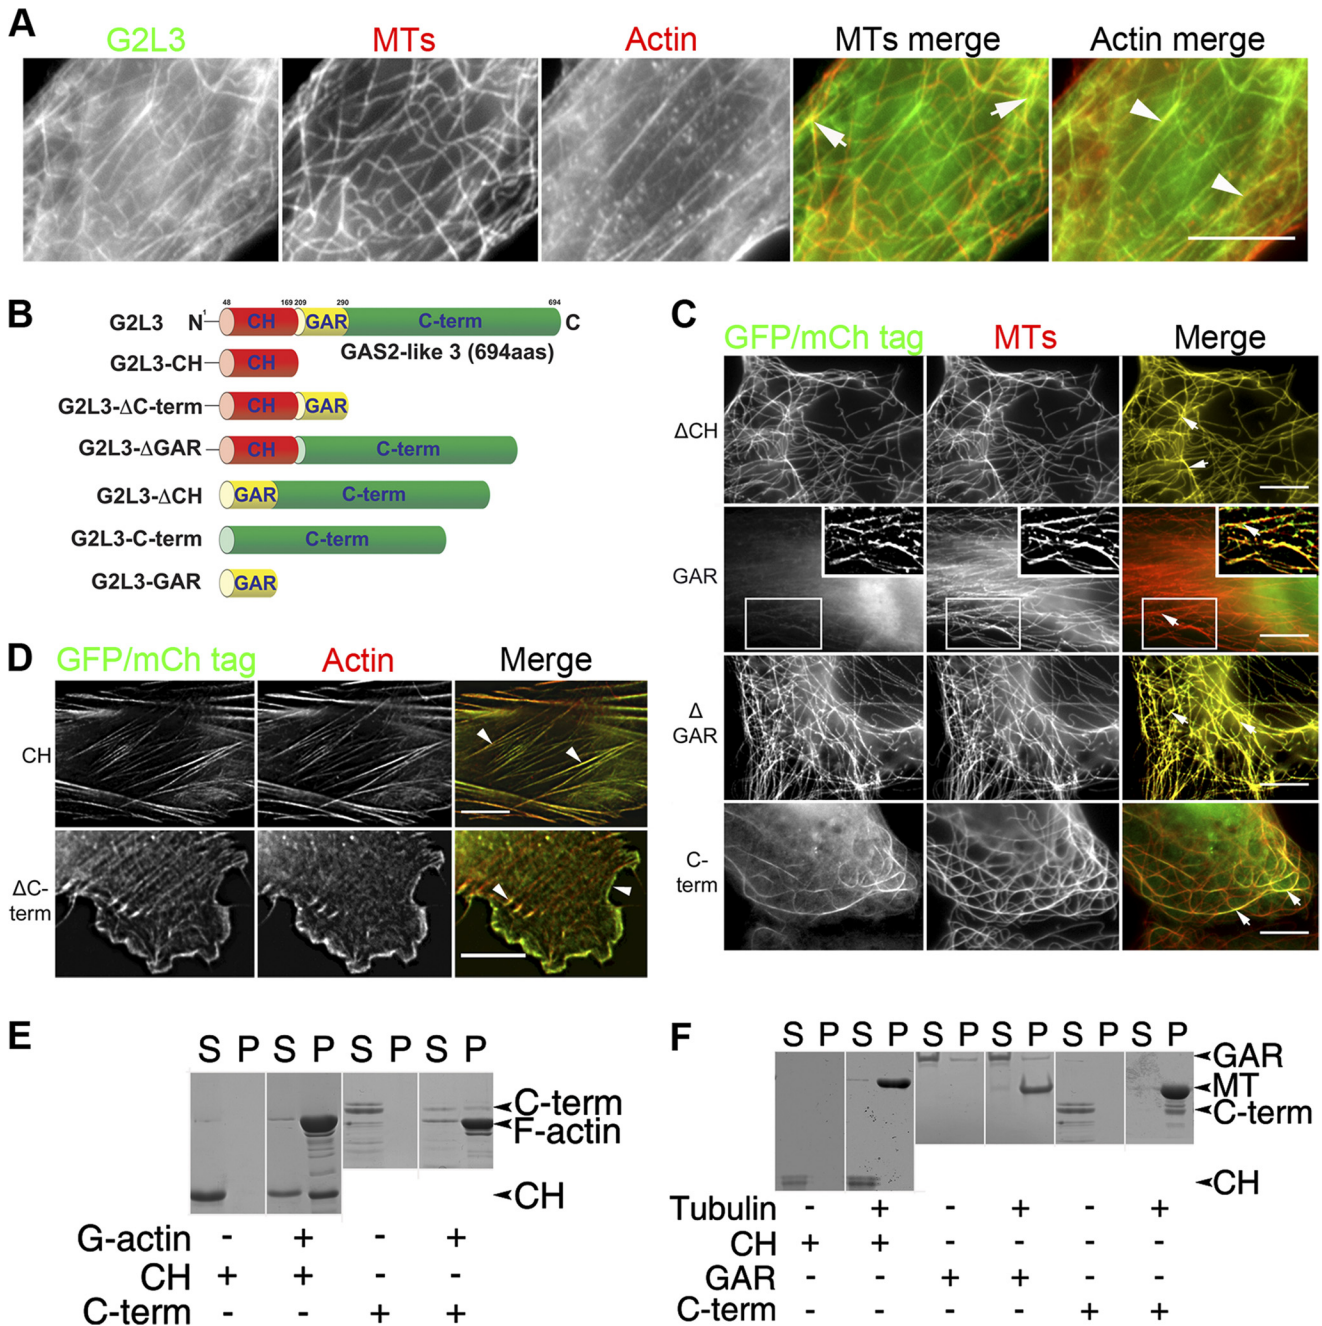 A
G2L3 MTs Actin MTs merge Actin merge
B
48 169 209 290 694
G2L3 N 1 CH GAR C-term C
GAS2-like 3 (694aas)
G2L3-CH CH
G2L3-ΔC-term CH GAR
G2L3-ΔGAR CH C-term
G2L3-ΔCH GAR C-term
G2L3-C-term C-term
G2L3-GAR GAR
C
GFP/mCh tag MTs Merge
ΔCH
GAR
Δ
GAR
C-
term
D
GFP/mCh tag Actin Merge
CH
ΔC-
term
E
S P S P S P S P
C-term
F-actin
CH
G-actin - + - +
CH + + - -
C-term - - + +
F
S P S P S P S P S P S P
GAR
MT
C-term
CH
Tubulin - + - + - +
CH + + - - - -
GAR - - + + - -
C-term - - - - + +